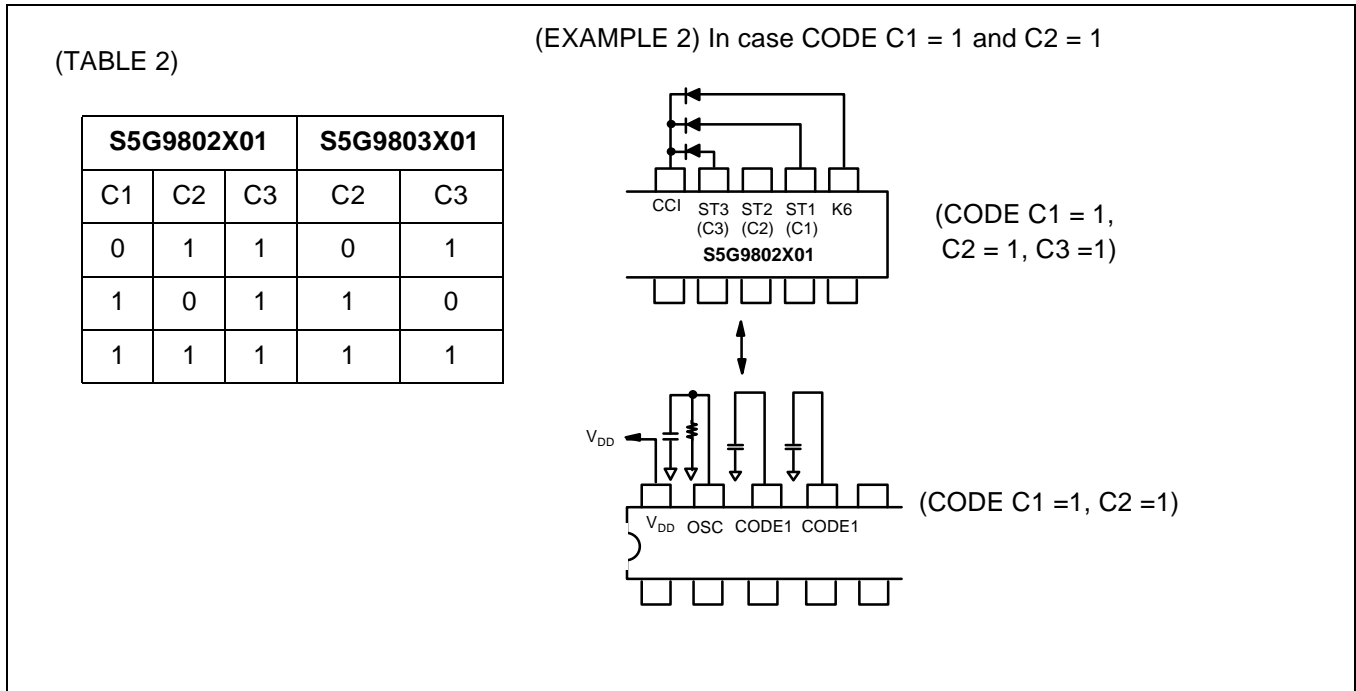 (TABLE 2)
S5G9802X01 S5G9803X01
C1 C2 C3 C2 C3
0 1 1 0 1
1 0 1 1 0
1 1 1 1 1
(EXAMPLE 2) In case CODE C1 = 1 and C2 = 1
CCI ST3 ST2 ST1 K6
(C3) (C2) (C1)
S5G9802X01
(CODE C1 = 1,
C2 = 1, C3 =1)
VDD
VDD OSC CODE1 CODE1
(CODE C1 =1, C2 =1)